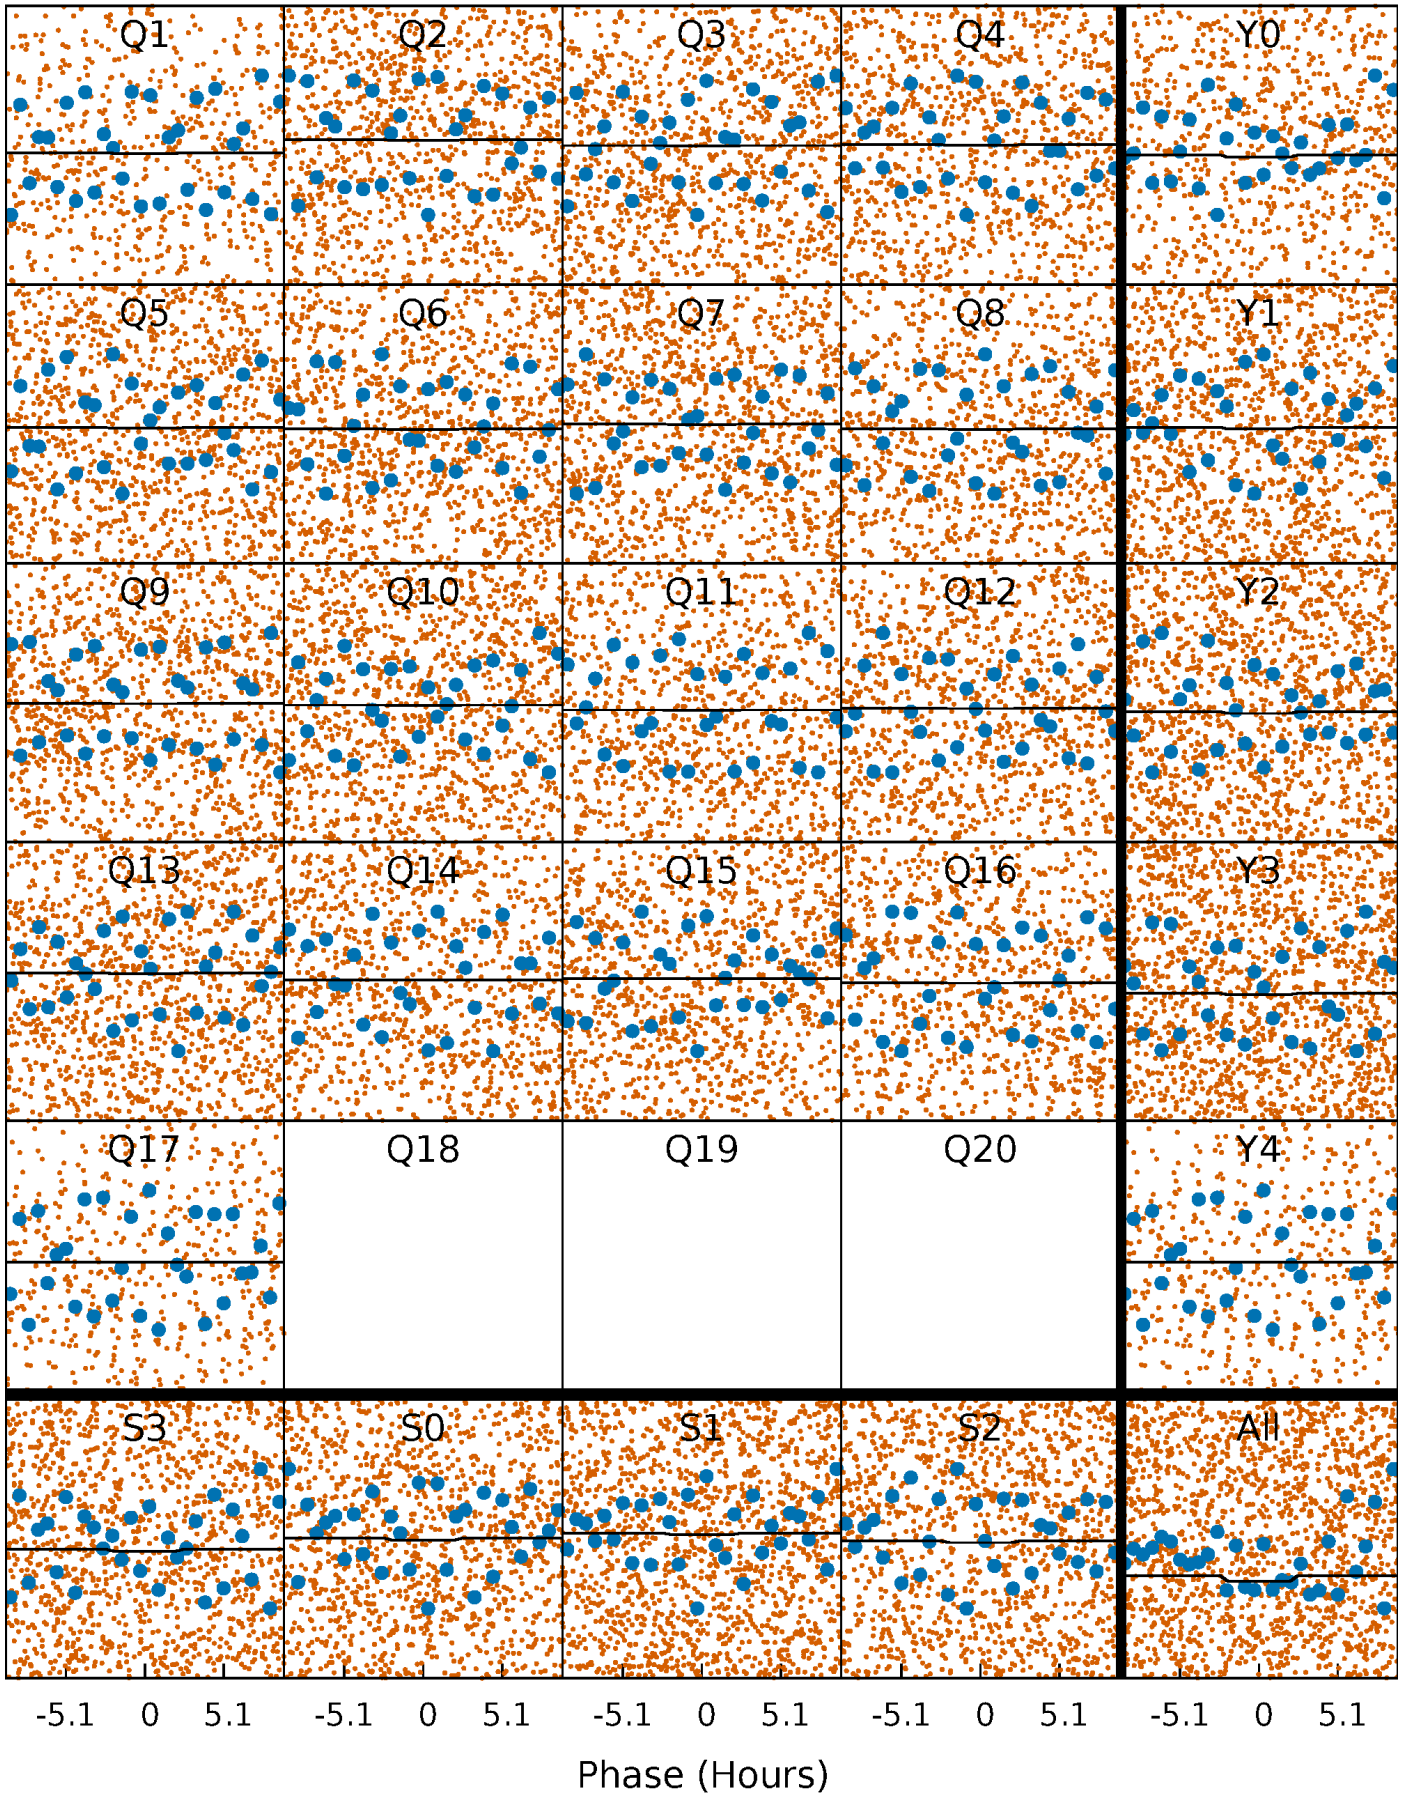 Q1 Q2 Q3 Q4 Y0
Q5 Q6 Q7 Q8 Y1
Q9 Q10 Q11 Q12 Y2
Q13 Q14 Q15 Q16 Y3
Q17 Q18 Q19 Q20 Y4
S3 S0 S1 S2 All
-5.1 0 5.1 -5.1 0 5.1 -5.1 0 5.1 -5.1 0 5.1 -5.1 0 5.1
Phase (Hours)